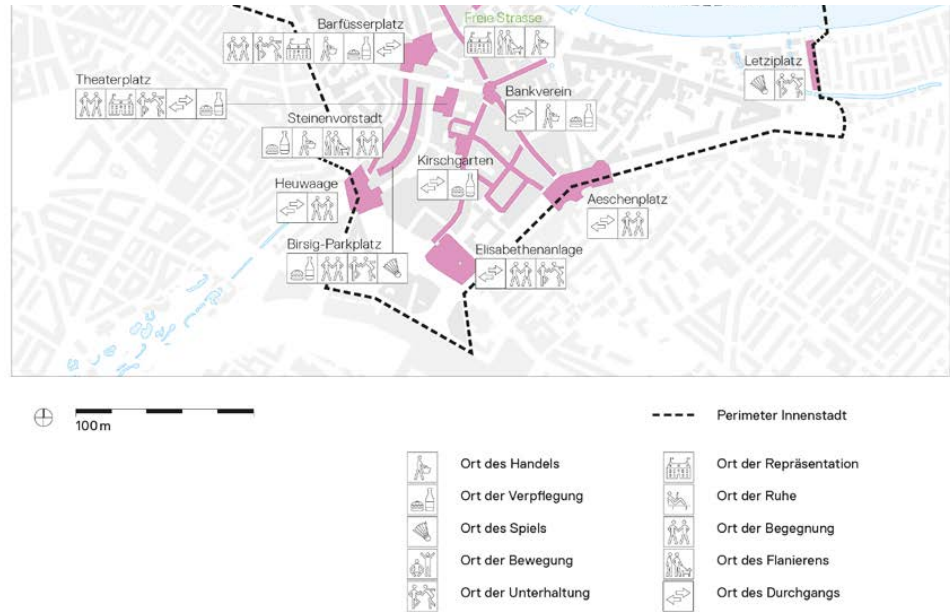 Barfüsserplatz
Freie Strasse
Theaterplatz
Letziplatz
Bankverein
Steinenvorstadt
Kirschgarten
Heuwaage
Aeschenplatz
Birsig-Parkplatz
Elisabethenanlage
100 m
Perimeter Innenstadt
Ort des Handels
Ort der Verpflegung
Ort des Spiels
Ort der Bewegung
Ort der Unterhaltung
Ort der Repräsentation
Ort der Ruhe
Ort der Begegnung
Ort des Flanierens
Ort des Durchgangs